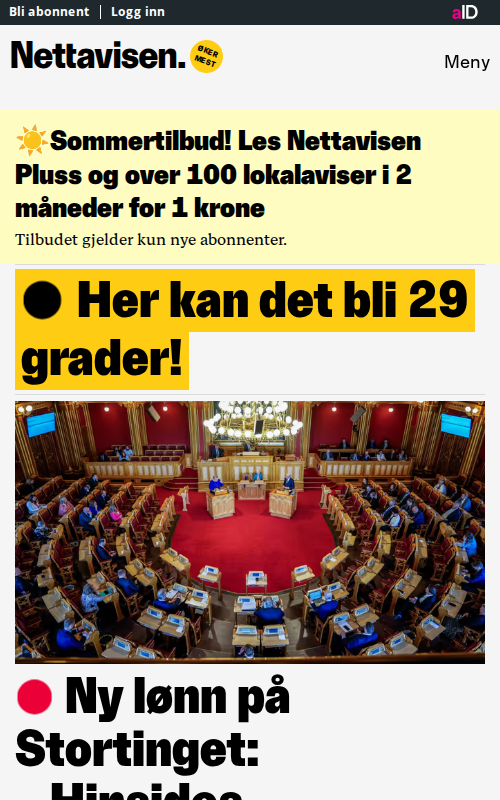 Bli abonnent | Logg inn
aID
Nettavisen.
ØKER
MEST
Meny
☀️Sommertilbud! Les Nettavisen
Pluss og over 100 lokalaviser i 2
måneder for 1 krone
Tilbudet gjelder kun nye abonnenter.
Her kan det bli 29
grader!
Ny lønn på
Stortinget:
– Hinsides